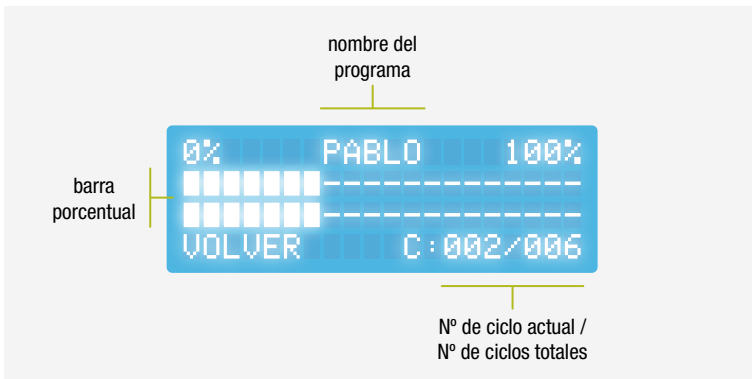 nombre del
programa
0% PABLO 100%
barra
porcentual
VOLVER C:002/006
Nº de ciclo actual /
Nº de ciclos totales